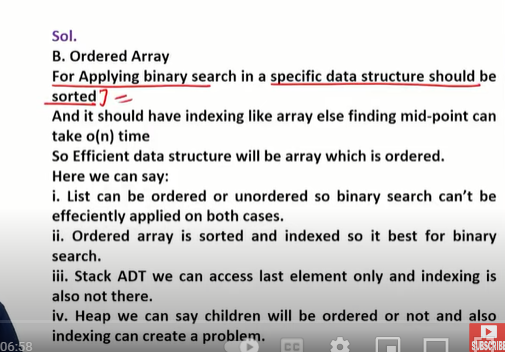 Sol.
B. Ordered Array
For Applying binary search in a specific data structure should be
sorted
And it should have indexing like array else finding mid-point can
take o(n) time
So Efficient data structure will be array which is ordered.
Here we can say:
i. List can be ordered or unordered so binary search can't be
effeciently applied on both cases.
ii. Ordered array is sorted and indexed so it best for binary
search.
iii. Stack ADT we can access last element only and indexing is
also not there.
iv. Heap we can say children will be ordered or not and also
indexing can create a problem.
06:58
CC
SUBSCRIBE